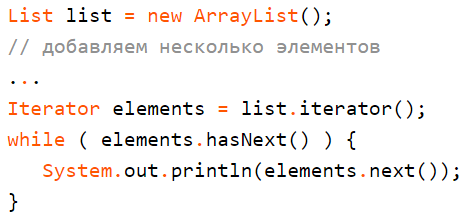 List list = new ArrayList();
// добавляем несколько элементов
...
Iterator elements = list.iterator();
while ( elements.hasNext() ) {
   System.out.println(elements.next());
}